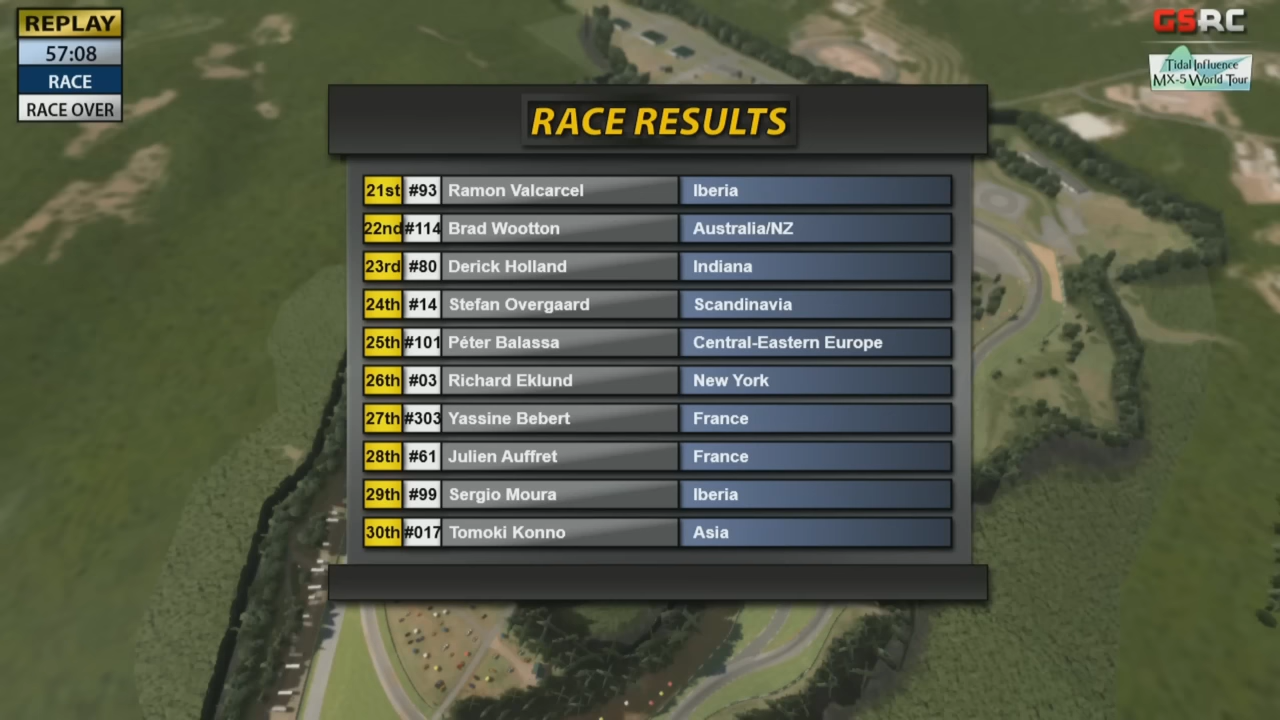 REPLAY
57:08
RACE
RACE OVER
GSRC
Tidal Influence
MX-5 World Tour
RACE RESULTS
21st #93 Ramon Valcarcel Iberia
22nd #114 Brad Wootton Australia/NZ
23rd #80 Derick Holland Indiana
24th #14 Stefan Overgaard Scandinavia
25th #101 Péter Balassa Central-Eastern Europe
26th #03 Richard Eklund New York
27th #303 Yassine Bebert France
28th #61 Julien Auffret France
29th #99 Sergio Moura Iberia
30th #017 Tomoki Konno Asia